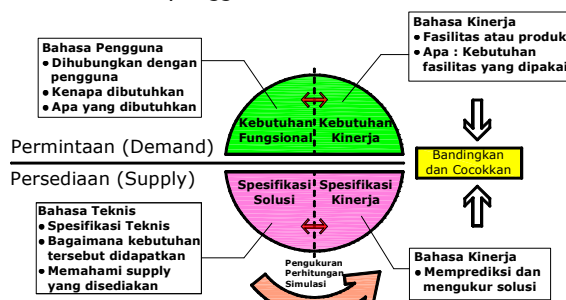 Bahasa Pengguna
• Dihubungkan dengan
pengguna
• Kenapa dibutuhkan
• Apa yang dibutuhkan
Bahasa Kinerja
• Fasilitas atau produk
• Apa : Kebutuhan
fasilitas yang dipakai
Kebutuhan
Fungsional
Kebutuhan
Kinerja
Permintaan (Demand)
Persediaan (Supply)
Bandingkan
dan Cocokkan
Spesifikasi
Solusi
Spesifikasi
Kinerja
Bahasa Teknis
• Spesifikasi Teknis
• Bagaimana kebutuhan
tersebut didapatkan
• Memahami supply
yang disediakan
Pengukuran
Perhitungan
Simulasi
Bahasa Kinerja
• Memprediksi dan
mengukur solusi